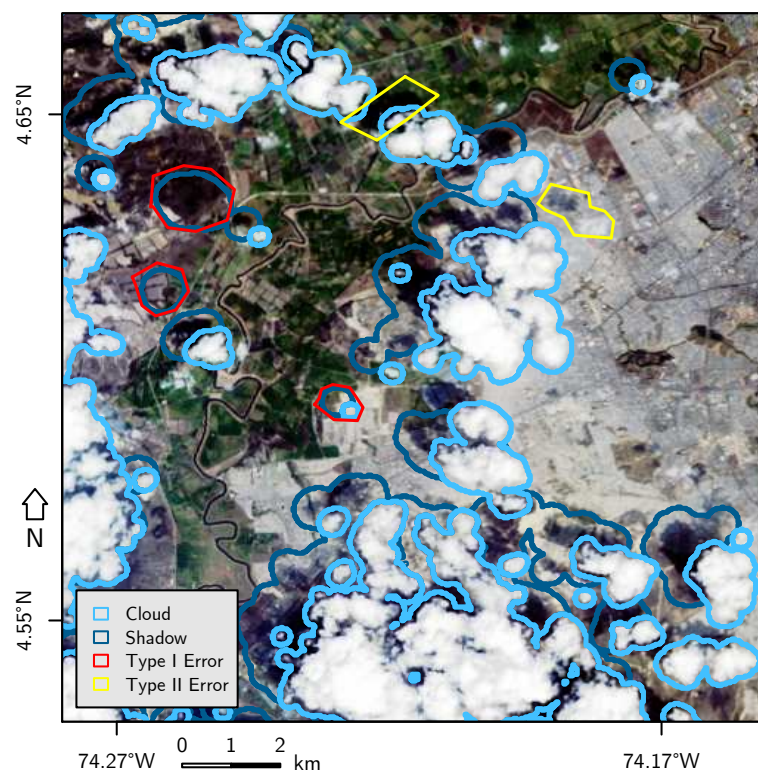 4.65°N
N
4.55°N
Cloud
Shadow
Type I Error
Type II Error
74.27°W
0 1 2
km
74.17°W